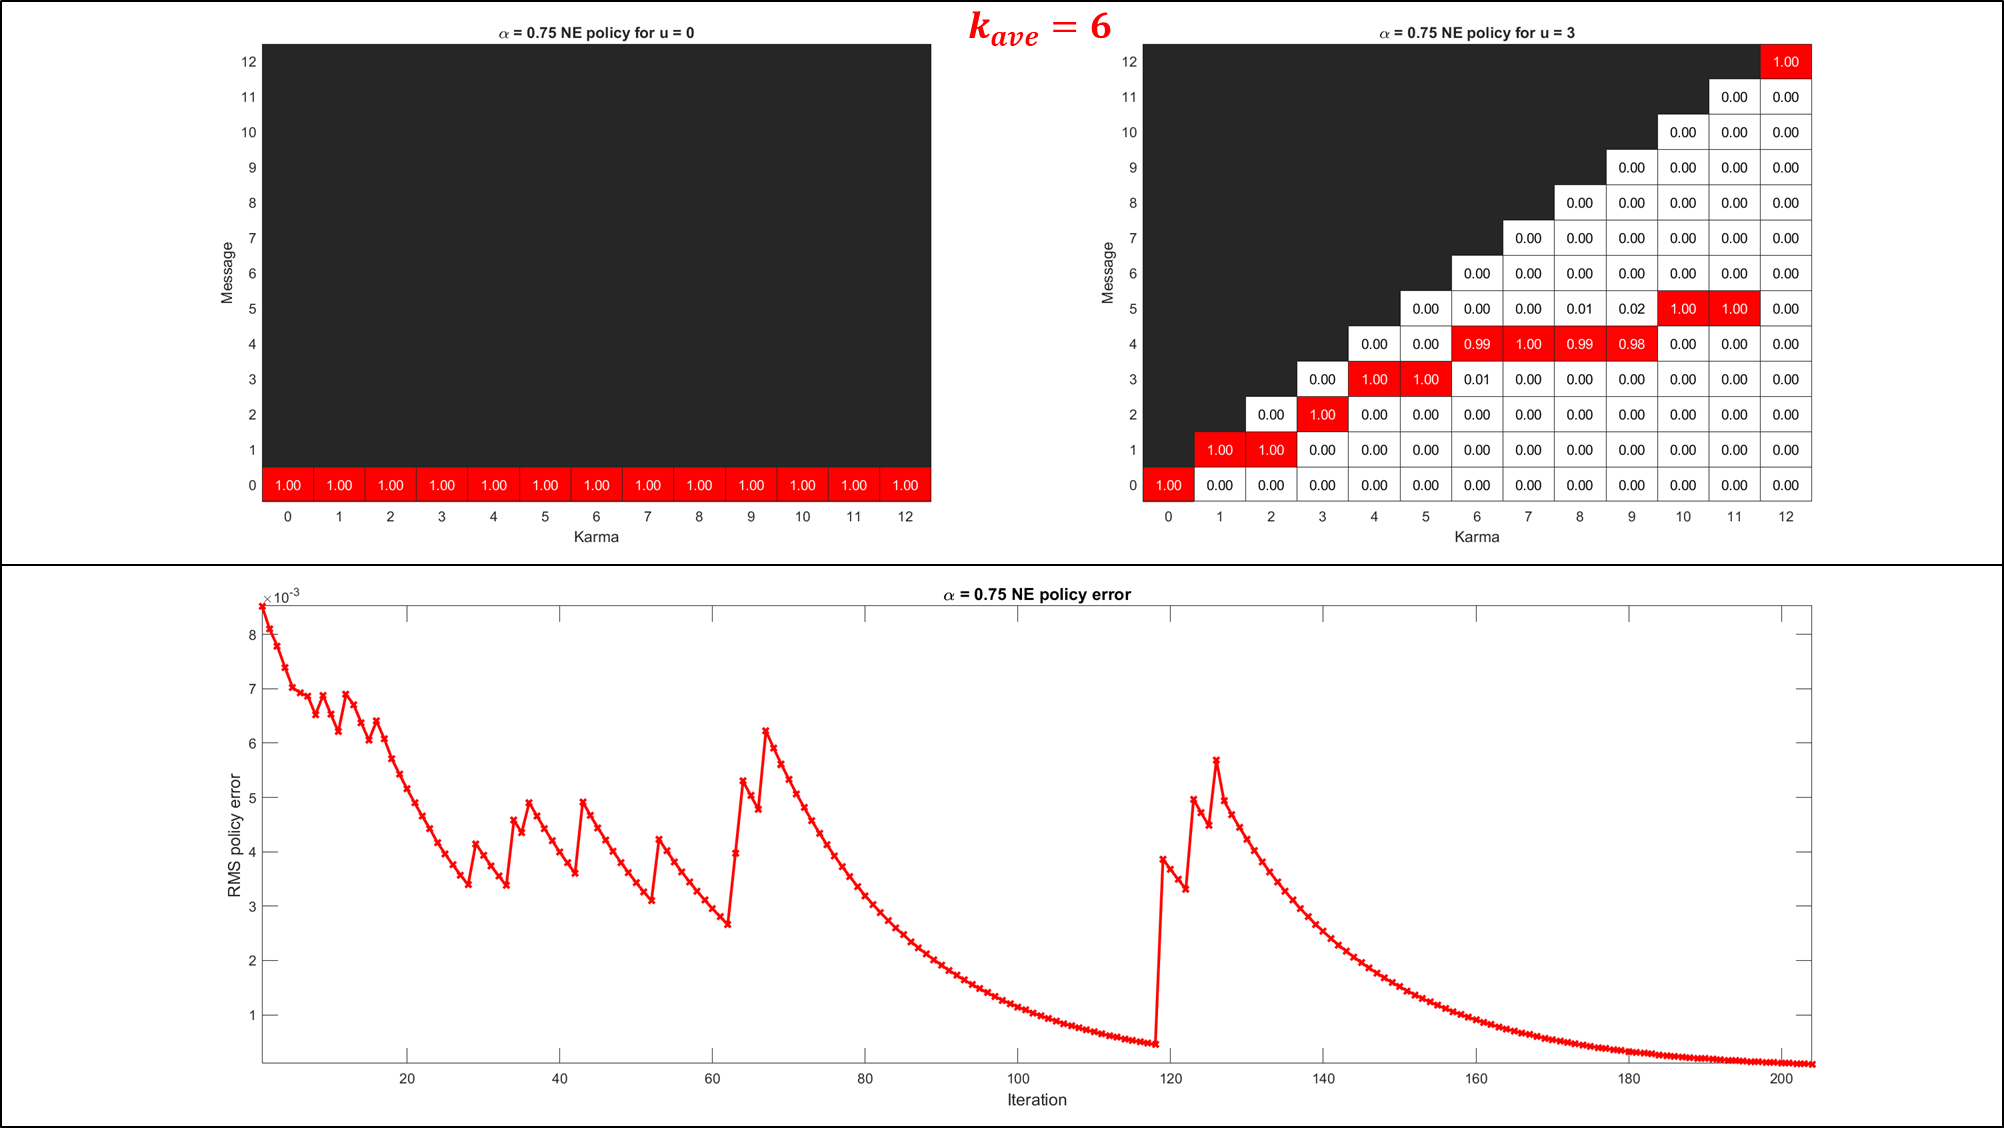 k_ave = 6
α = 0.75 NE policy for u = 0
Message
12
11
10
9
8
7
6
5
4
3
2
1
0 1.00 1.00 1.00 1.00 1.00 1.00 1.00 1.00 1.00 1.00 1.00 1.00 1.00
0 1 2 3 4 5 6 7 8 9 10 11 12
Karma
α = 0.75 NE policy for u = 3
Message
12 1.00
11 0.00 0.00
10 0.00 0.00 0.00
9 0.00 0.00 0.00 0.00
8 0.00 0.00 0.00 0.00 0.00
7 0.00 0.00 0.00 0.00 0.00 0.00
6 0.00 0.00 0.00 0.00 0.00 0.00 0.00
5 0.00 0.00 0.00 0.01 0.02 1.00 1.00 0.00
4 0.00 0.00 0.99 1.00 0.99 0.98 0.00 0.00 0.00
3 0.00 1.00 1.00 0.01 0.00 0.00 0.00 0.00 0.00 0.00
2 0.00 1.00 0.00 0.00 0.00 0.00 0.00 0.00 0.00 0.00 0.00
1 1.00 1.00 0.00 0.00 0.00 0.00 0.00 0.00 0.00 0.00 0.00 0.00
0 1.00 0.00 0.00 0.00 0.00 0.00 0.00 0.00 0.00 0.00 0.00 0.00 0.00
0 1 2 3 4 5 6 7 8 9 10 11 12
Karma
α = 0.75 NE policy error
×10⁻³
RMS policy error
8
7
6
5
4
3
2
1
20 40 60 80 100 120 140 160 180 200
Iteration